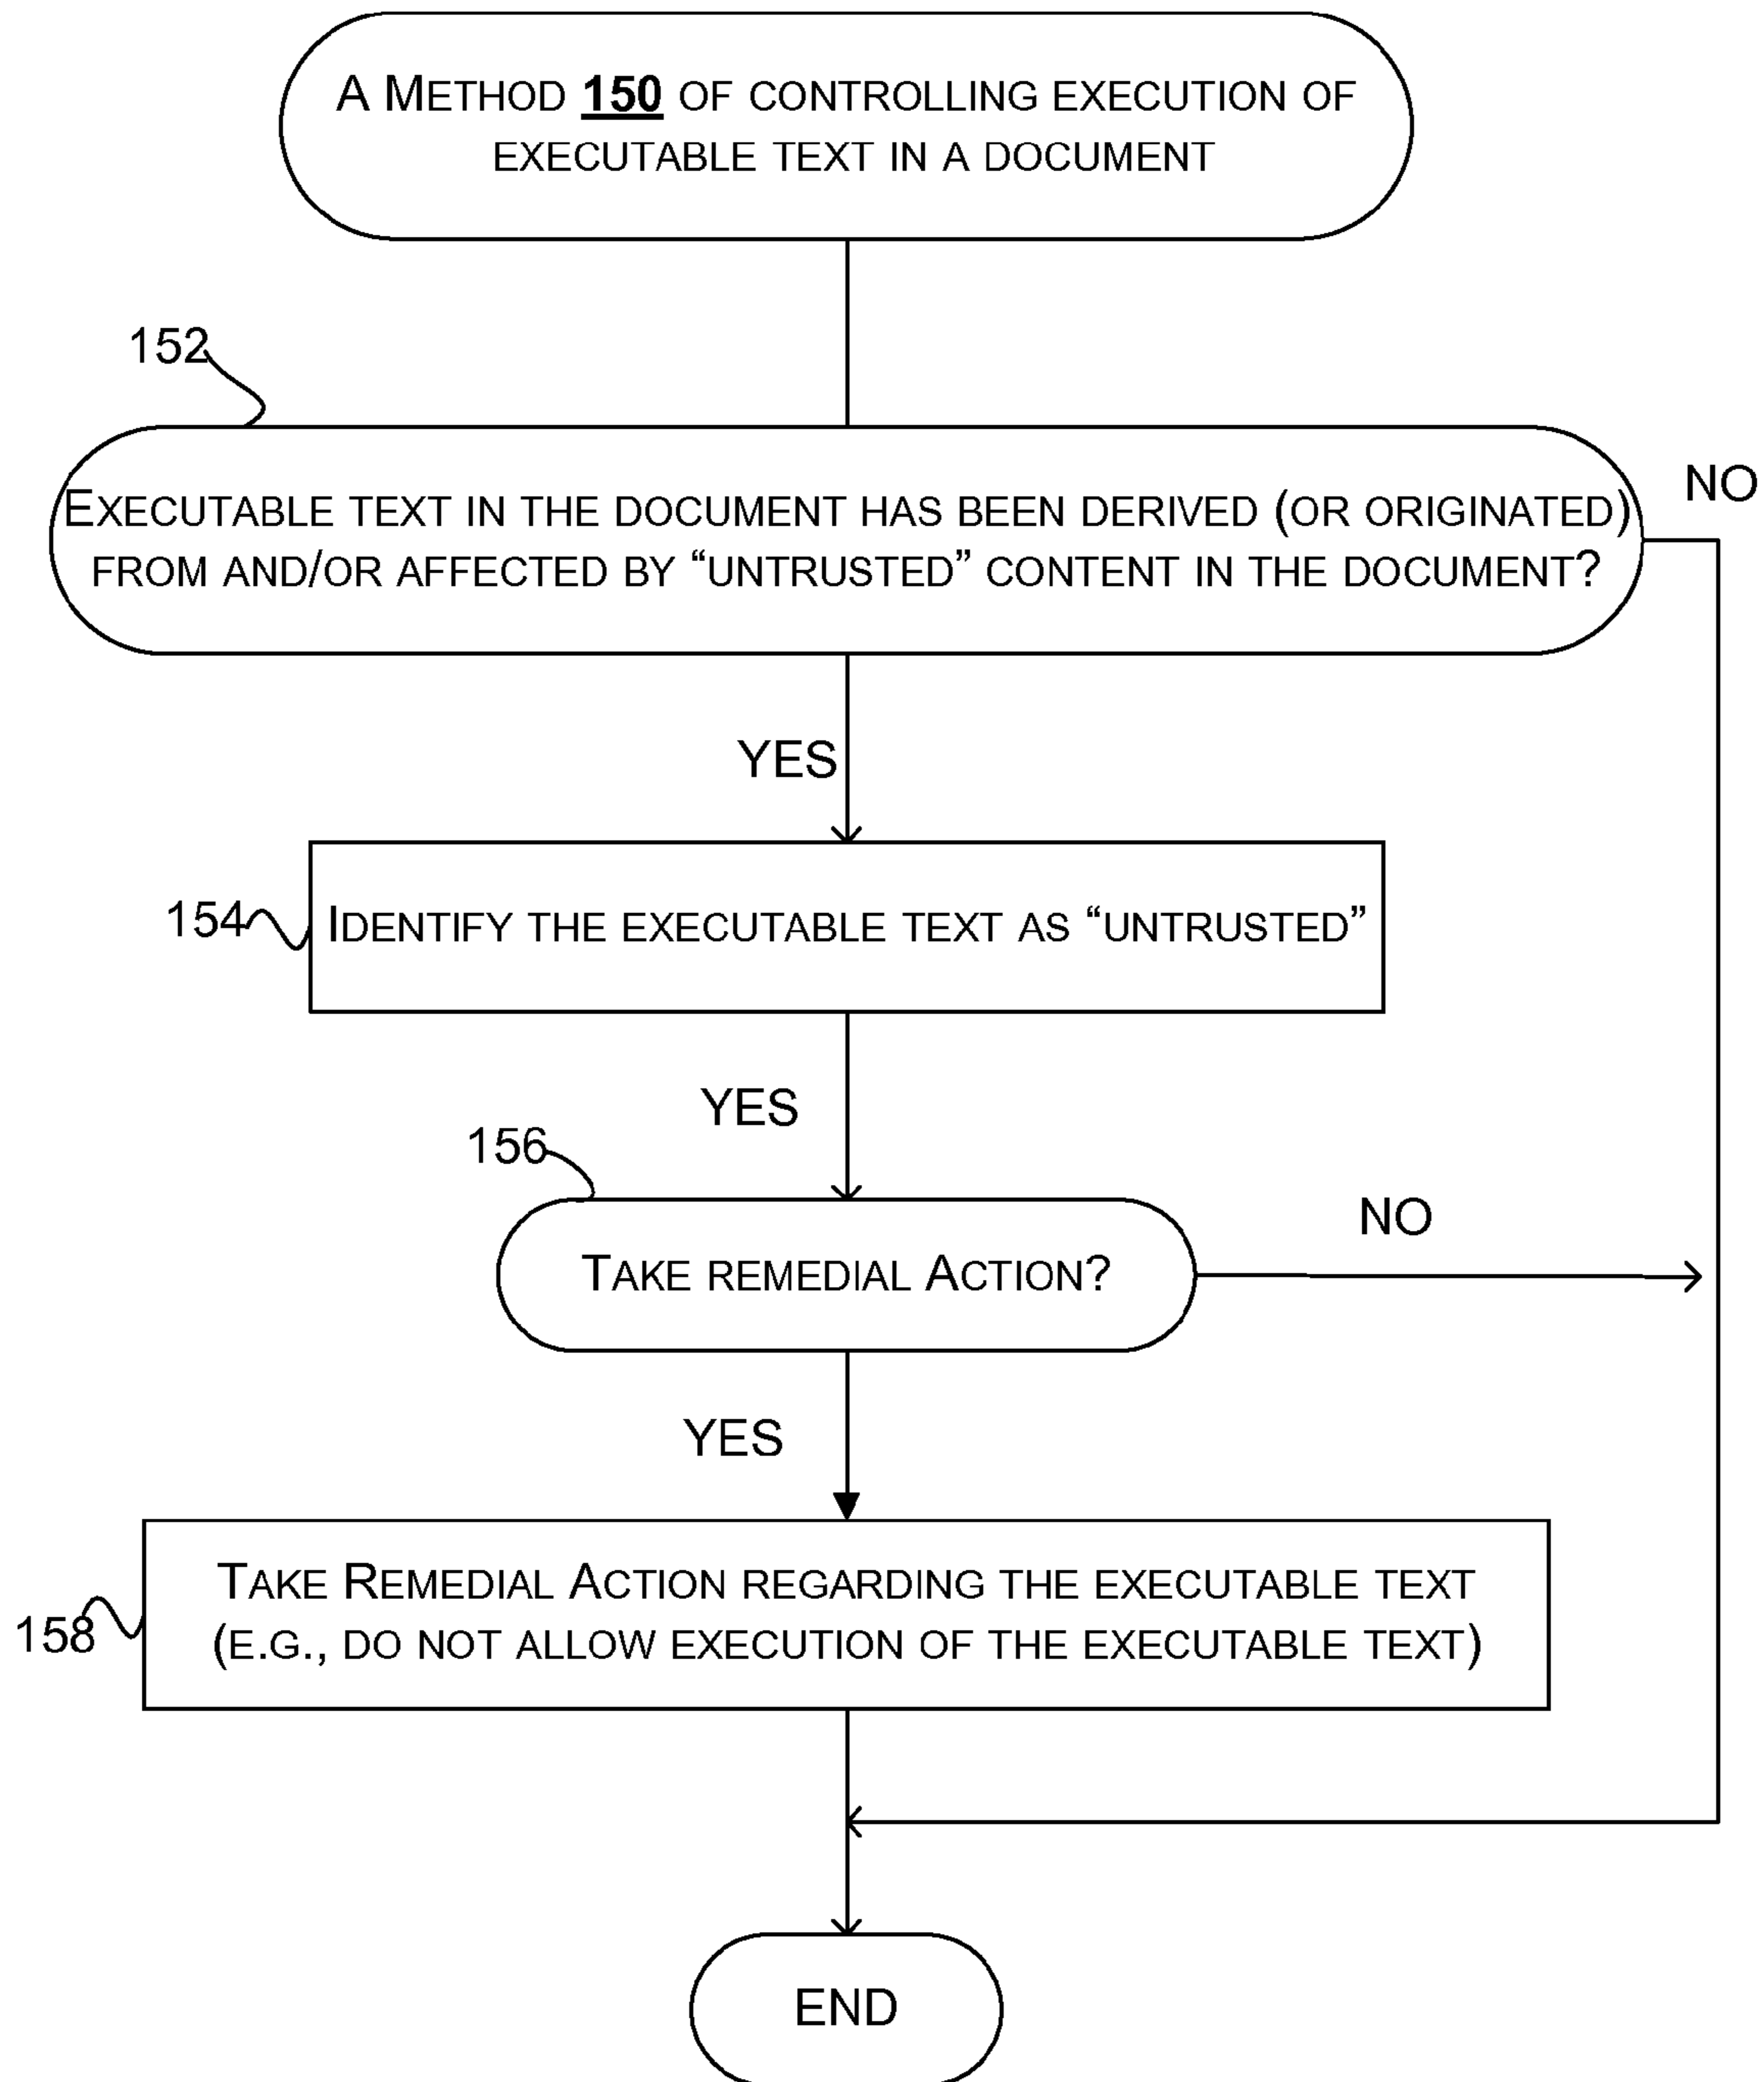 A METHOD 150 OF CONTROLLING EXECUTION OF
EXECUTABLE TEXT IN A DOCUMENT
152
NO
EXECUTABLE TEXT IN THE DOCUMENT HAS BEEN DERIVED (OR ORIGINATED)
FROM AND/OR AFFECTED BY “UNTRUSTED” CONTENT IN THE DOCUMENT?
YES
154
IDENTIFY THE EXECUTABLE TEXT AS “UNTRUSTED”
YES
156
NO
TAKE REMEDIAL ACTION?
YES
TAKE REMEDIAL ACTION REGARDING THE EXECUTABLE TEXT
158
(E.G., DO NOT ALLOW EXECUTION OF THE EXECUTABLE TEXT)
END